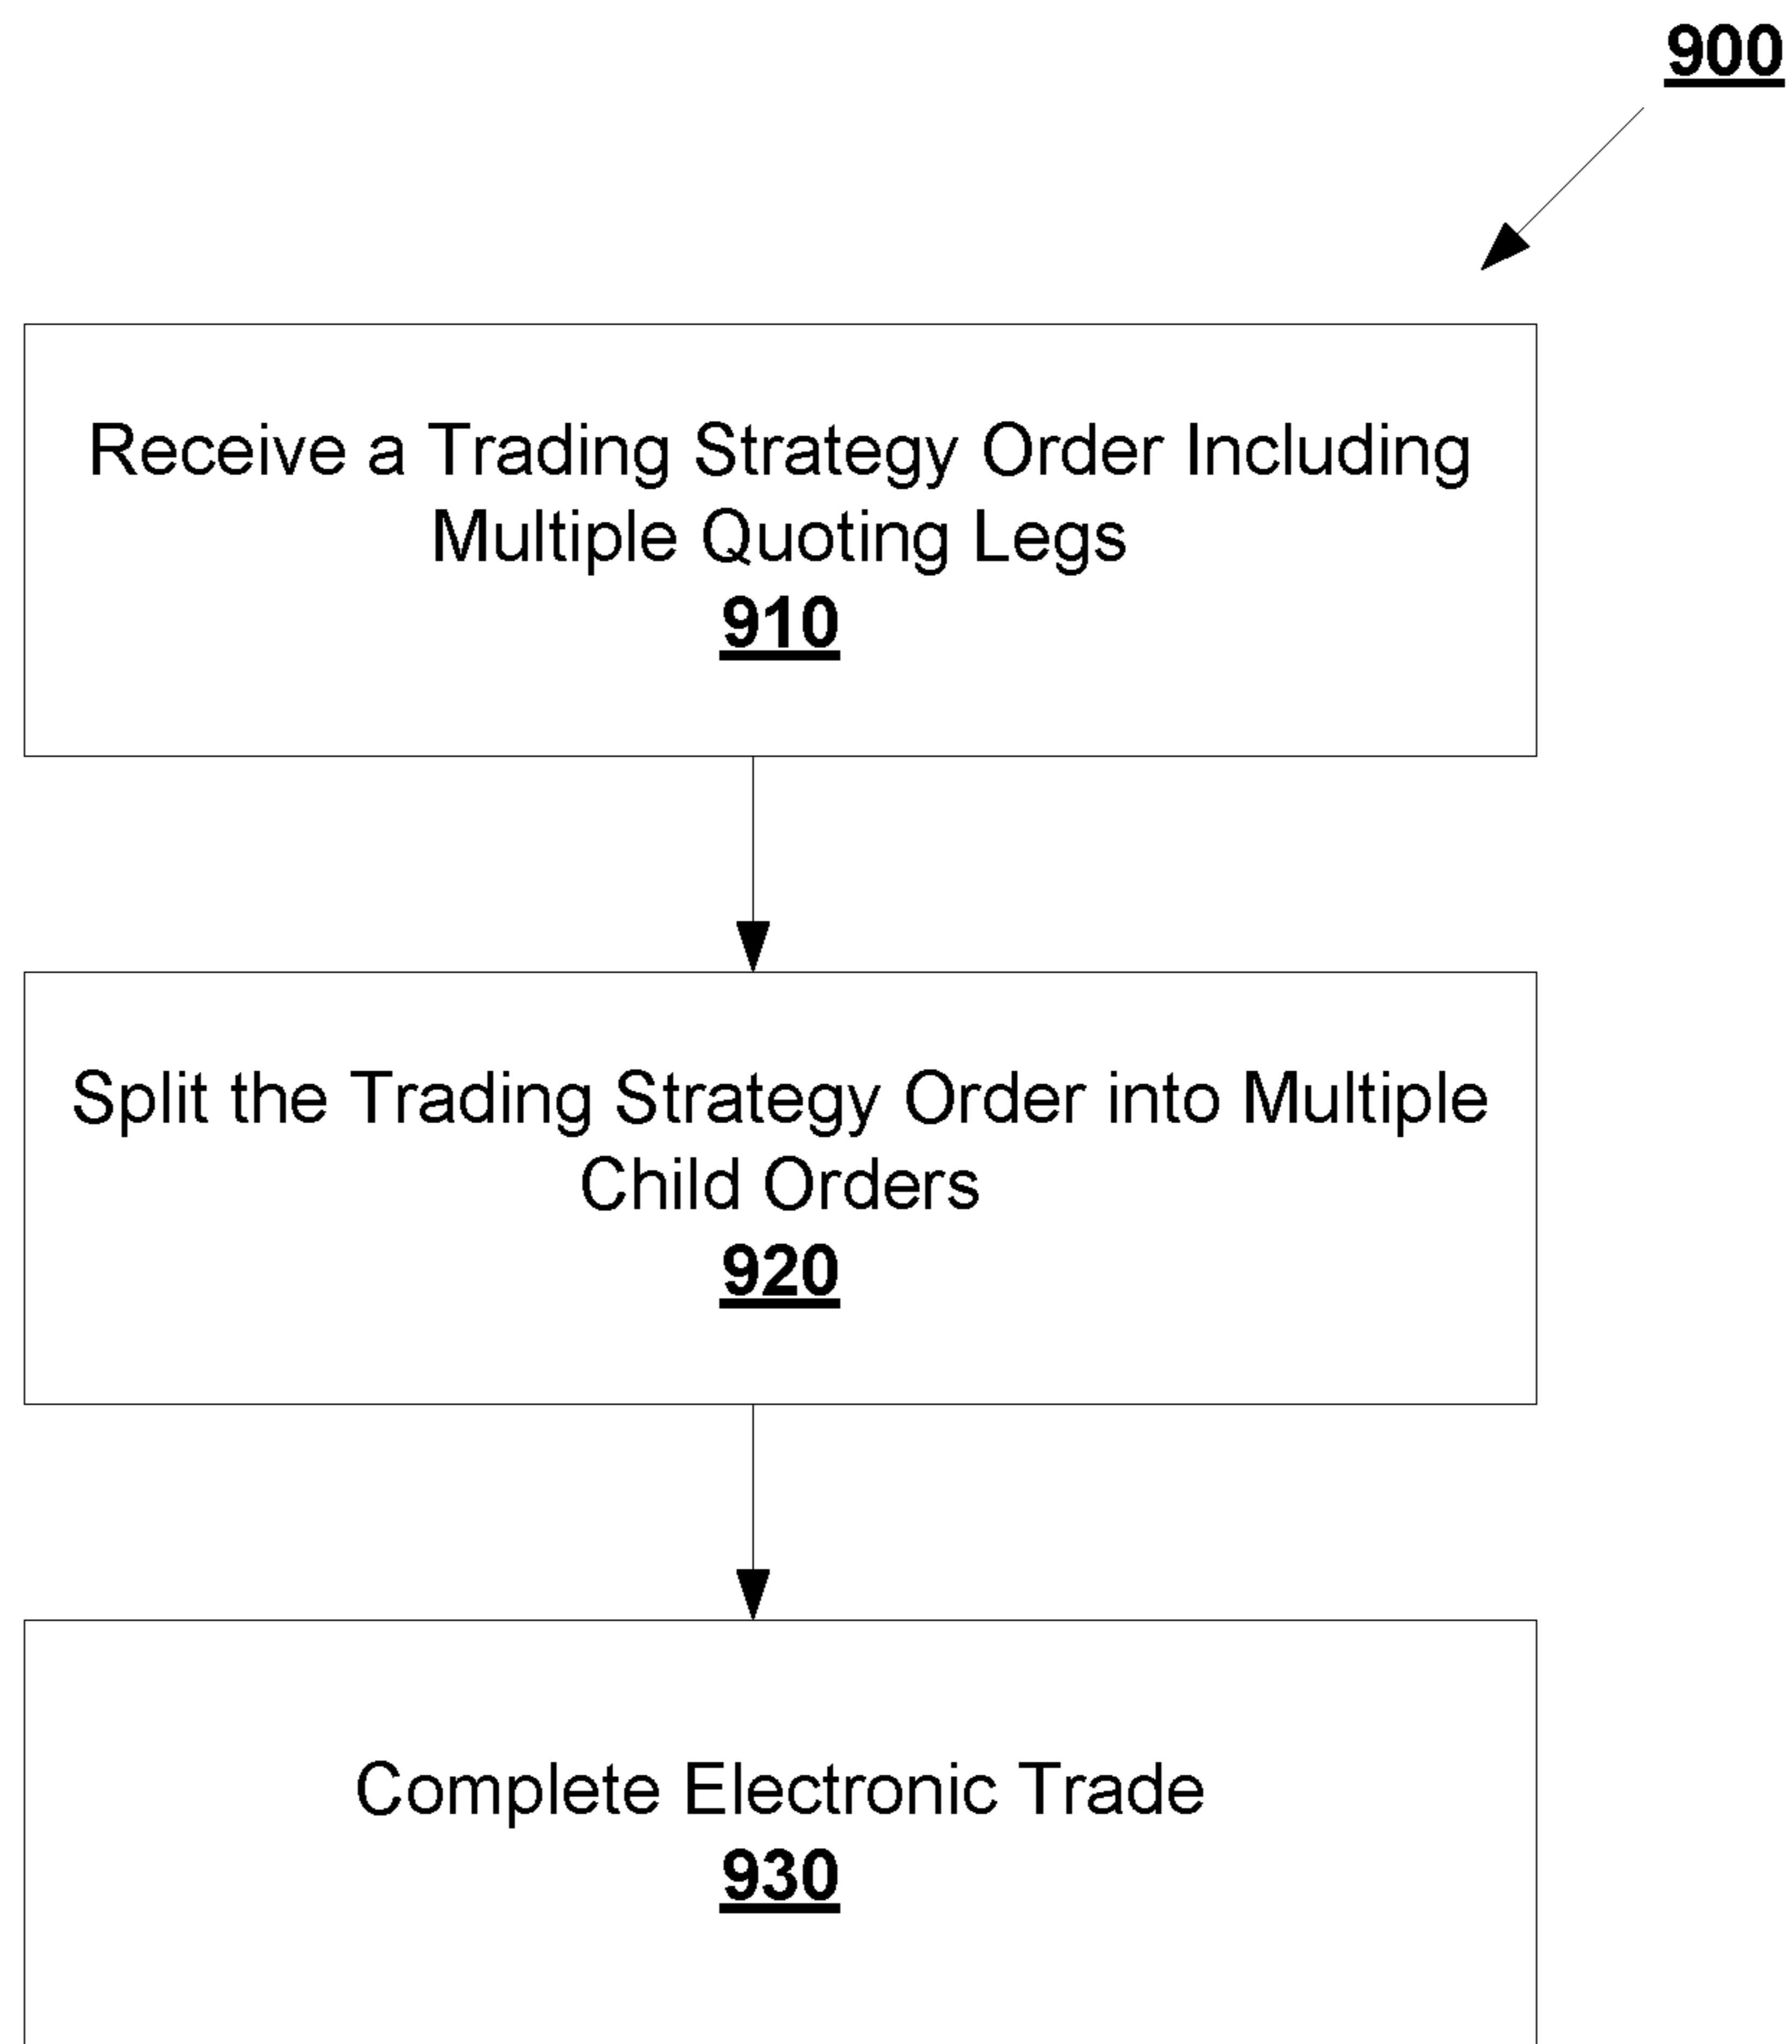 900
Receive a Trading Strategy Order Including
Multiple Quoting Legs
910
Split the Trading Strategy Order into Multiple
Child Orders
920
Complete Electronic Trade
930